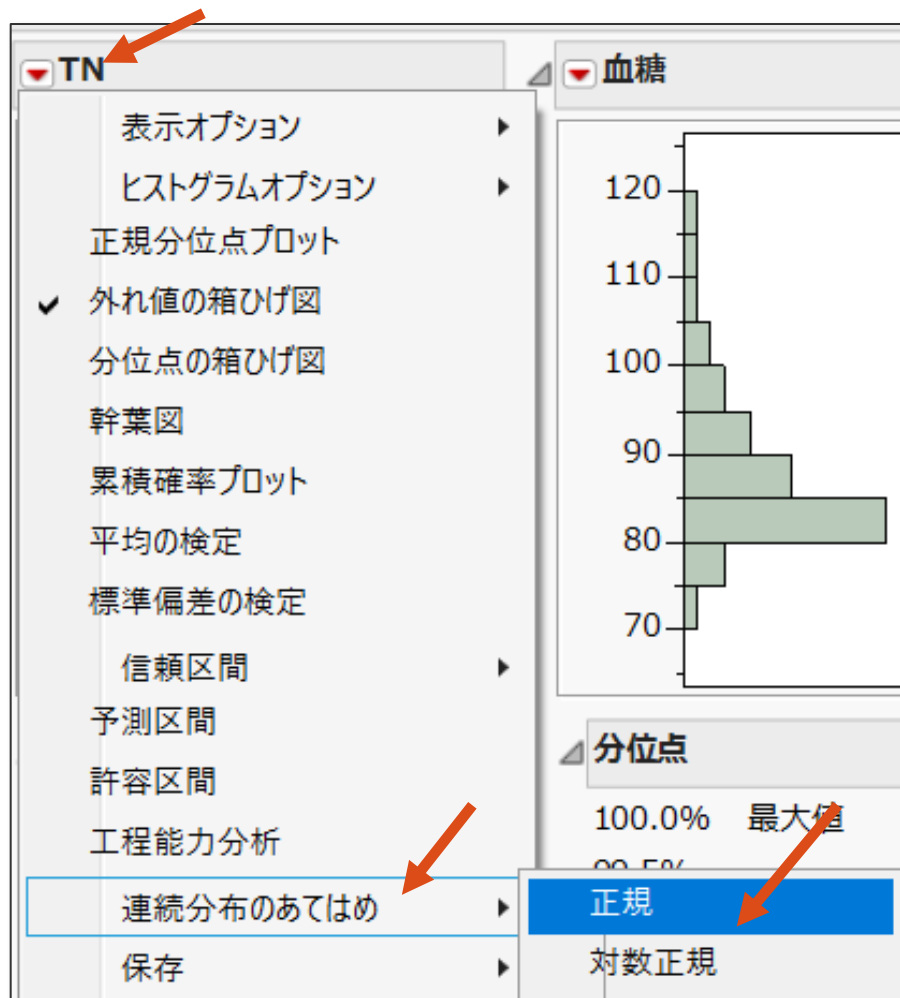 TN
表示オプション
ヒストグラムオプション
正規分位点プロット
外れ値の箱ひげ図
分位点の箱ひげ図
幹葉図
累積確率プロット
平均の検定
標準偏差の検定
信頼区間
予測区間
許容区間
工程能力分析
連続分布のあてはめ
保存
正規
対数正規
血糖
120
110
100
90
80
70
分位点
100.0% 最大値
99.5%